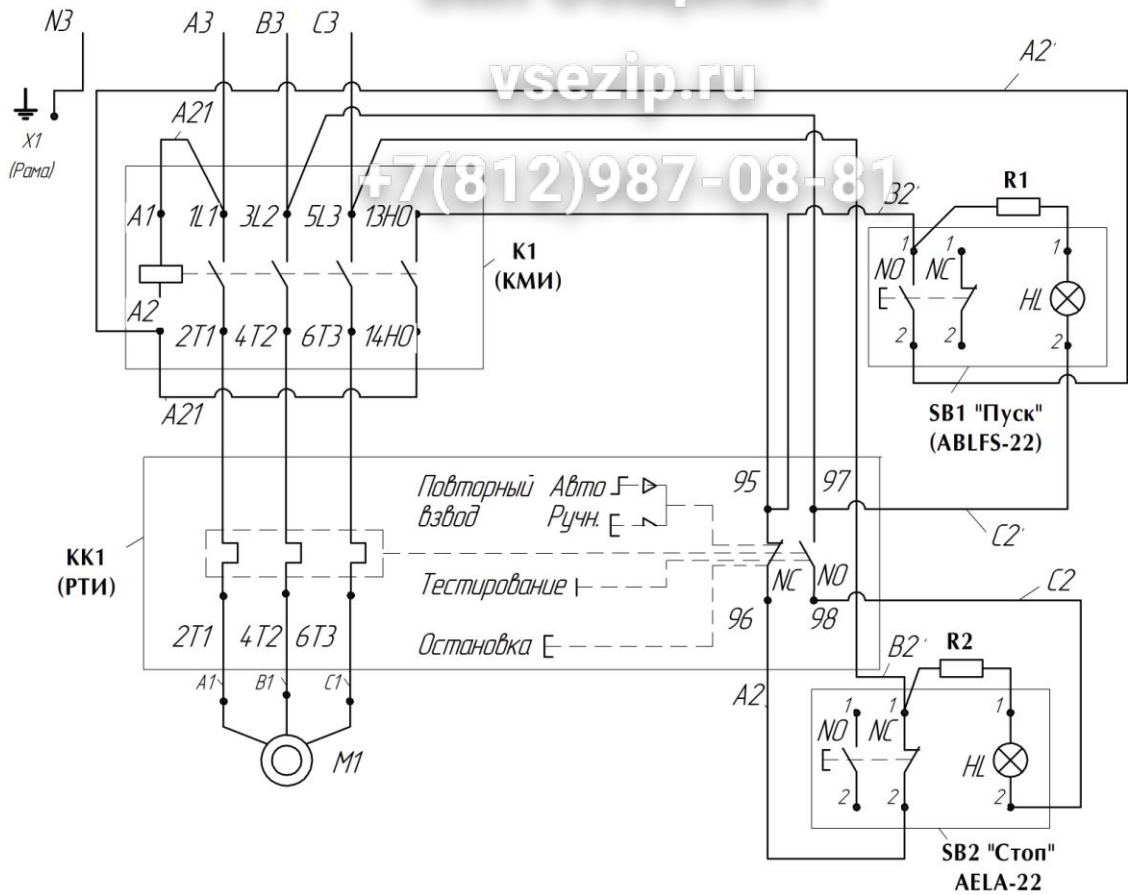 N3 A3 B3 C3
A2'
vsezip.ru
A21
X1
(Рама)
+7(812)987-08-81
R1
B2'
A1 1L1 3L2 5L3 13НО
K1
(КМИ)
1 1 1
NO NC HL
2 2 2
A2
2T1 4T2 6T3 14НО
A21
SB1 "Пуск"
(ABLFS-22)
95 97
Повторный взвод
Авто
Ручн.
C2'
KK1
(РТИ)
NC NO
Тестирование
C2
96 98
2T1 4T2 6T3
Остановка
B2'
R2
A1 B1 C1
A2
1 1 1
NO NC HL
2 2 2
M1
SB2 "Стоп"
AELA-22